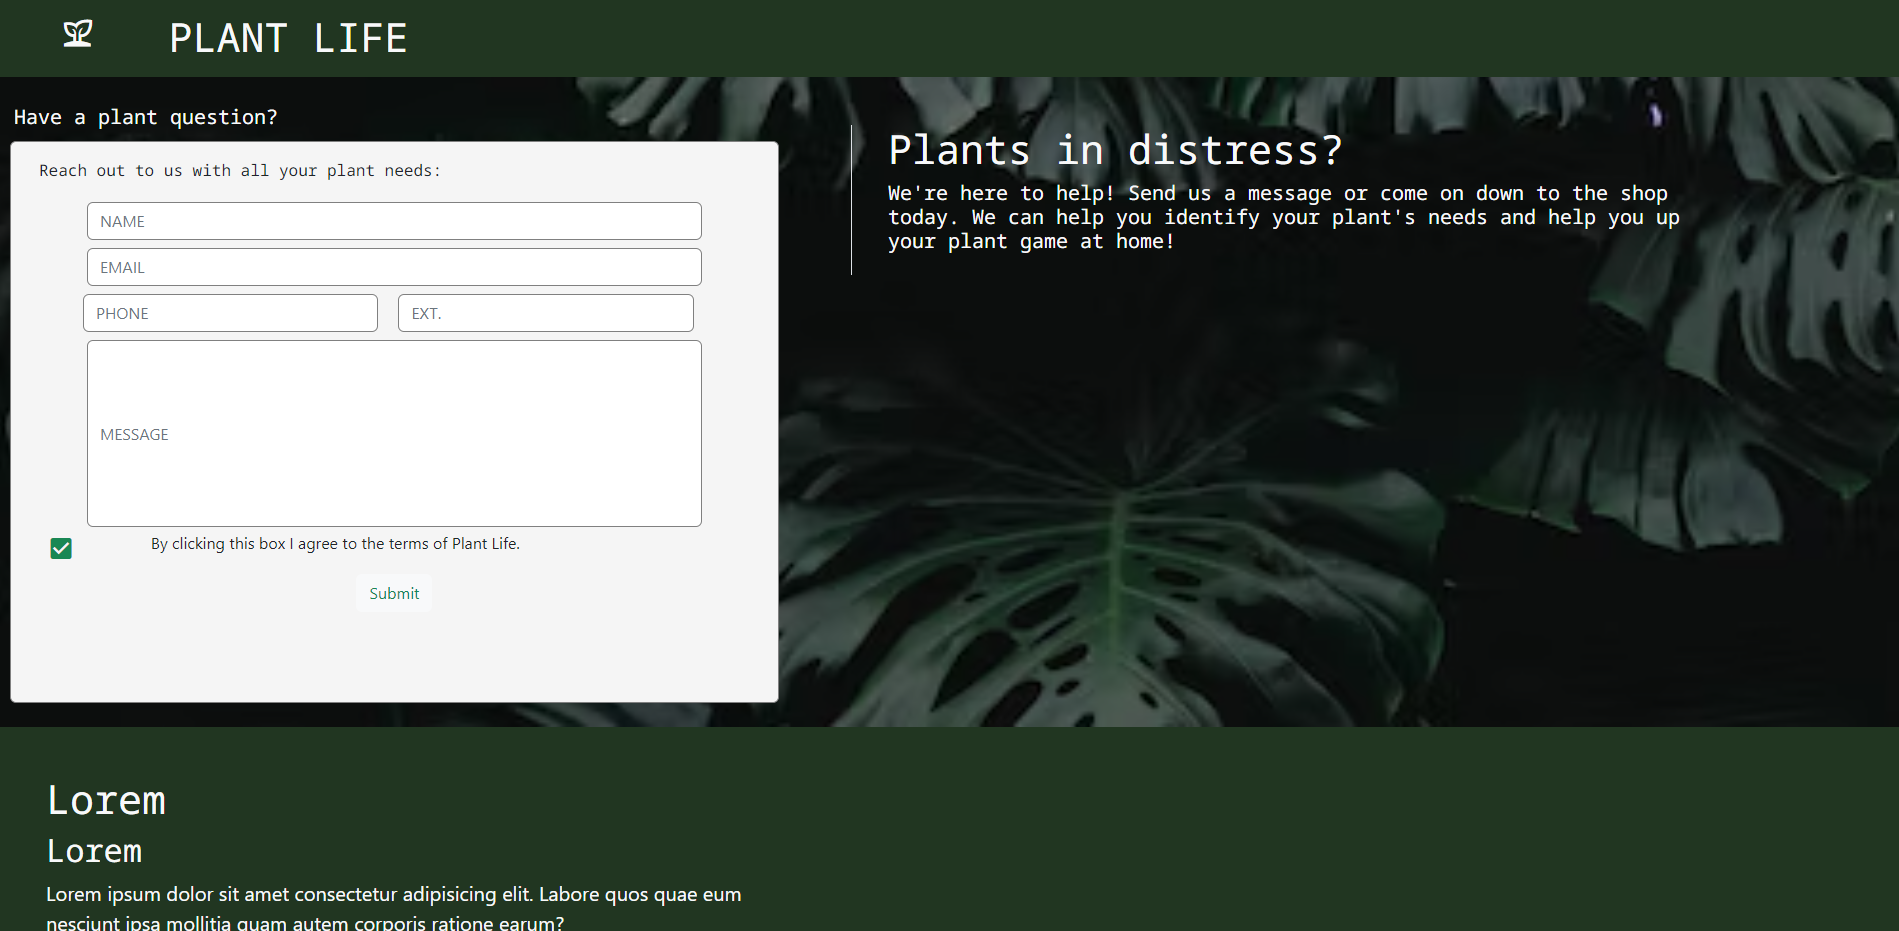 PLANT LIFE
Have a plant question?
Reach out to us with all your plant needs:
NAME
EMAIL
PHONE EXT.
MESSAGE
By clicking this box I agree to the terms of Plant Life.
Submit
Plants in distress?
We're here to help! Send us a message or come on down to the shop
today. We can help you identify your plant's needs and help you up
your plant game at home!
Lorem
Lorem
Lorem ipsum dolor sit amet consectetur adipisicing elit. Labore quos quae eum
nesciunt ipsa mollitia quam autem corporis ratione earum?